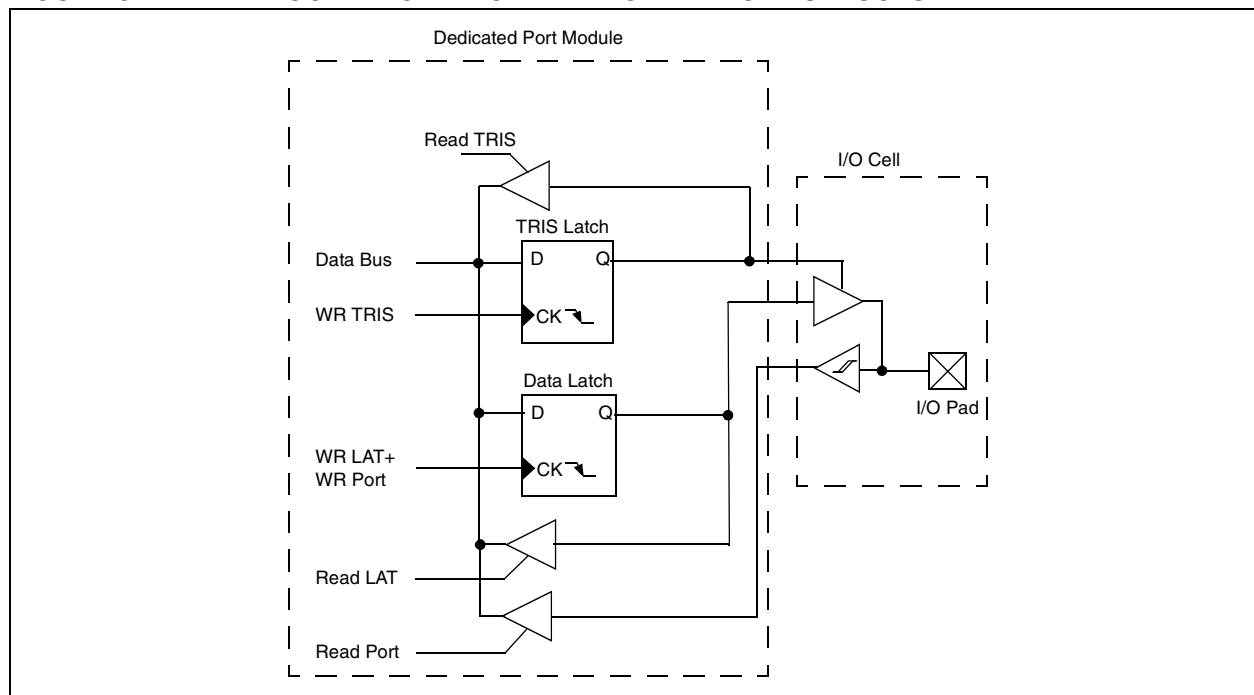 Dedicated Port Module
Read TRIS
I/O Cell
TRIS Latch
Data Bus
D
Q
WR TRIS
CK
Data Latch
I/O Pad
D
Q
WR LAT+
WR Port
CK
Read LAT
Read Port